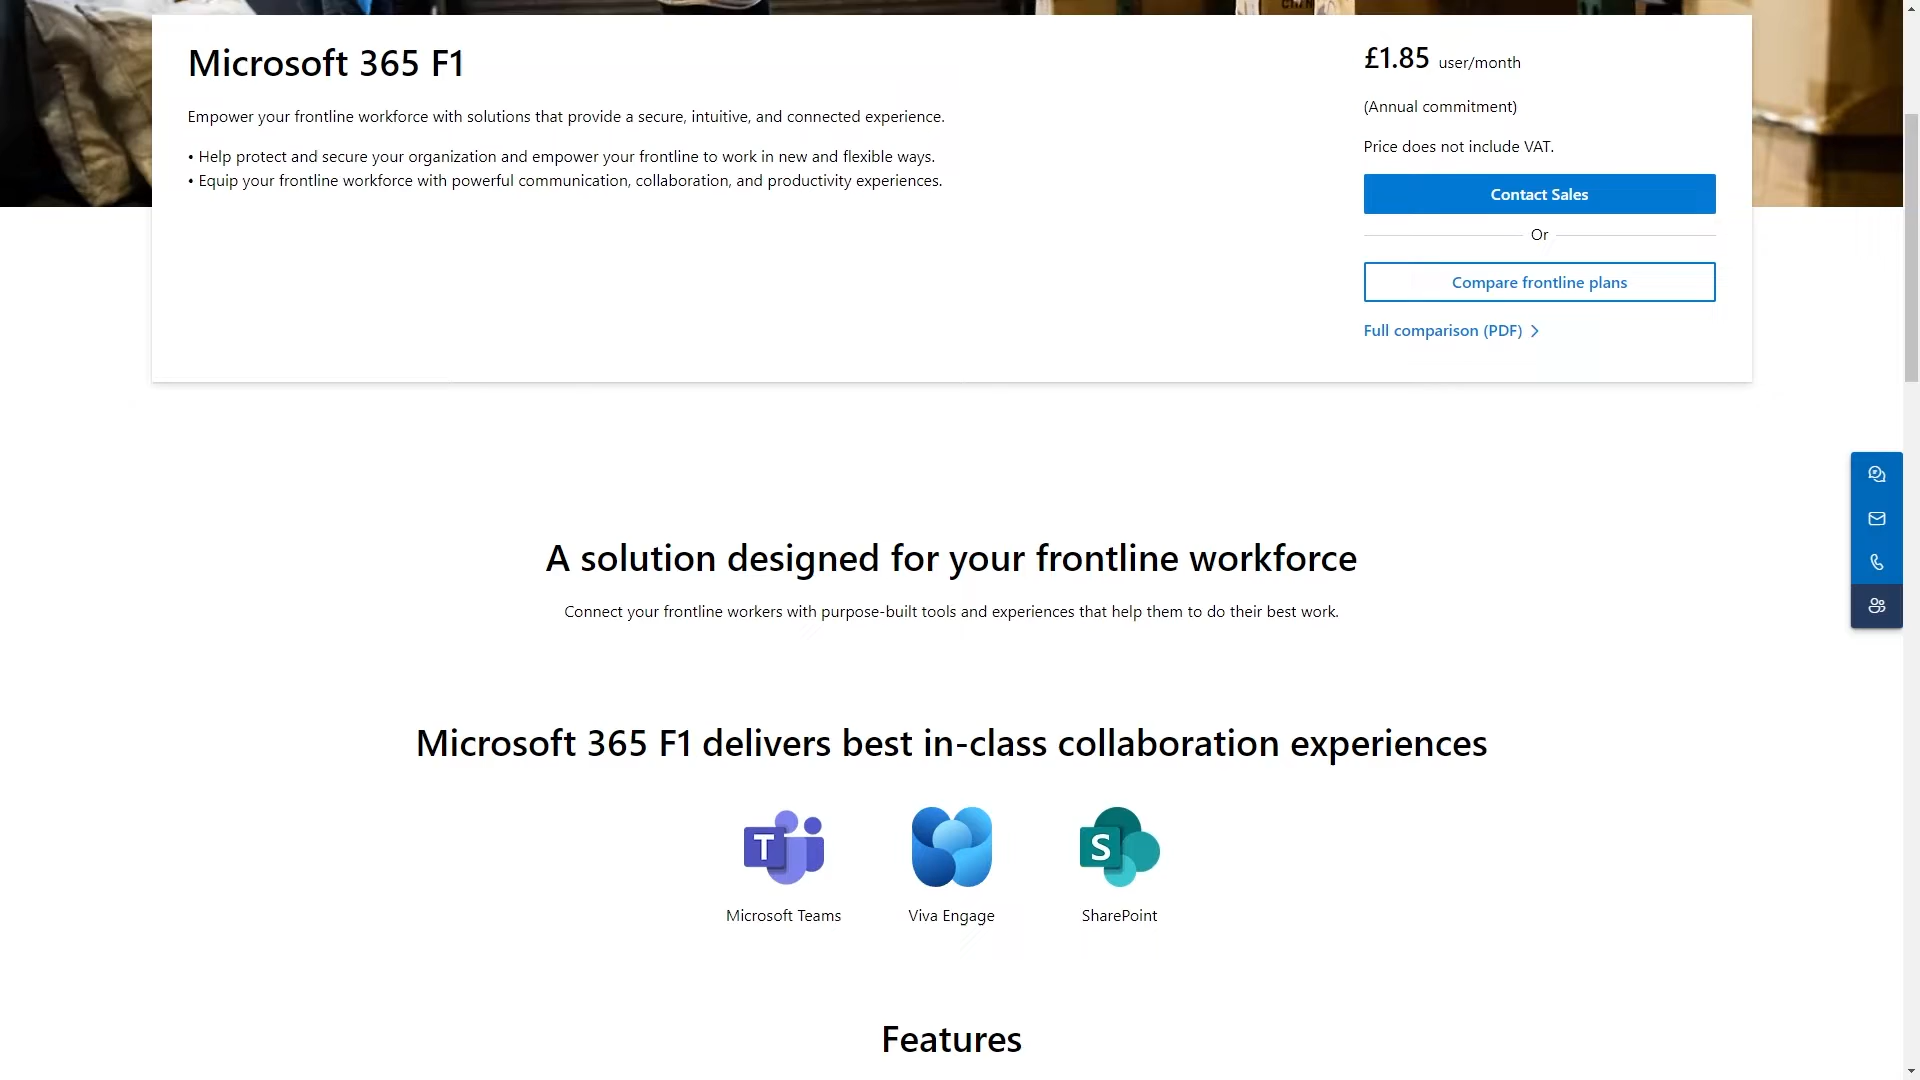 Microsoft 365 F1
Empower your frontline workforce with solutions that provide a secure, intuitive, and connected experience.
• Help protect and secure your organization and empower your frontline to work in new and flexible ways.
• Equip your frontline workforce with powerful communication, collaboration, and productivity experiences.
£1.85 user/month
(Annual commitment)
Price does not include VAT.
Contact Sales
Or
Compare frontline plans
Full comparison (PDF)
A solution designed for your frontline workforce
Connect your frontline workers with purpose-built tools and experiences that help them to do their best work.
Microsoft 365 F1 delivers best in-class collaboration experiences
T
S
Microsoft Teams
Viva Engage
SharePoint
Features